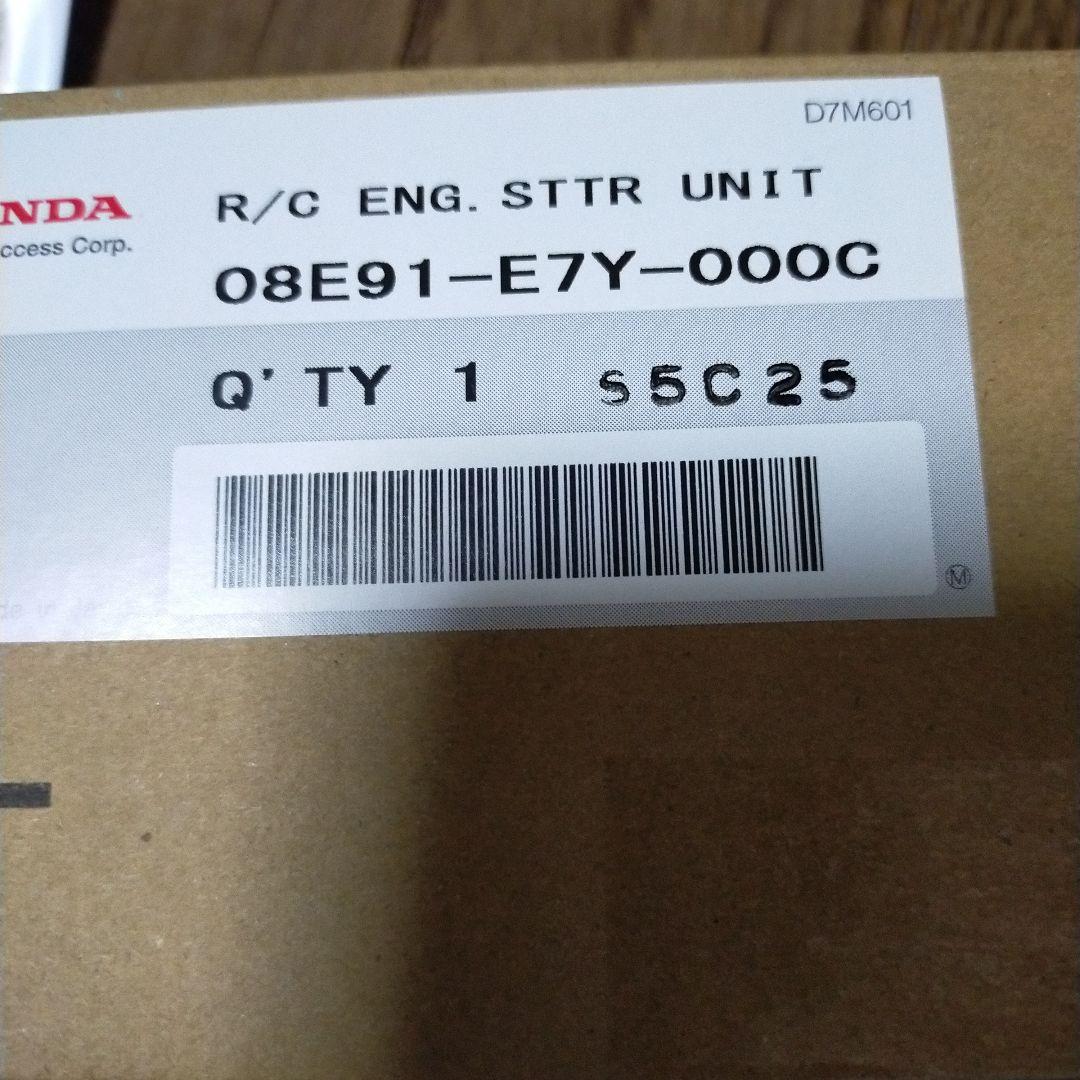 D7M601
NDA
ccess Corp.
R/C ENG. STTR UNIT
08E91-E7Y-000C
Q'TY 1 S5C25
M